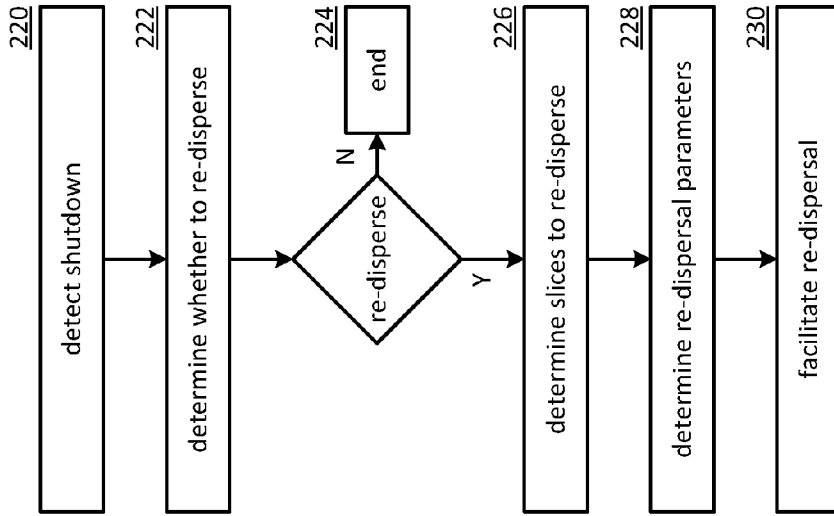 220
detect shutdown
222
determine whether to re-disperse
re-disperse
N
224
end
Y
226
determine slices to re-disperse
228
determine re-dispersal parameters
230
facilitate re-dispersal